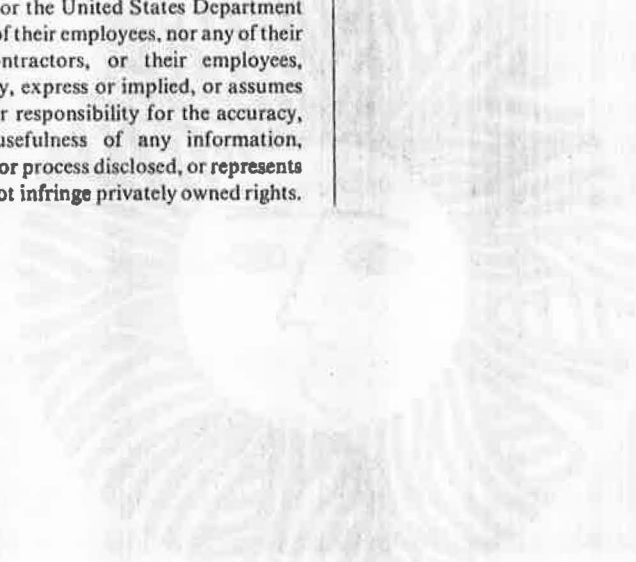 or the United States Department
of their employees, nor any of their
ntractors, or their employees,
y, express or implied, or assumes
r responsibility for the accuracy,
usefulness of any information,
or process disclosed, or represents
ot infringe privately owned rights.